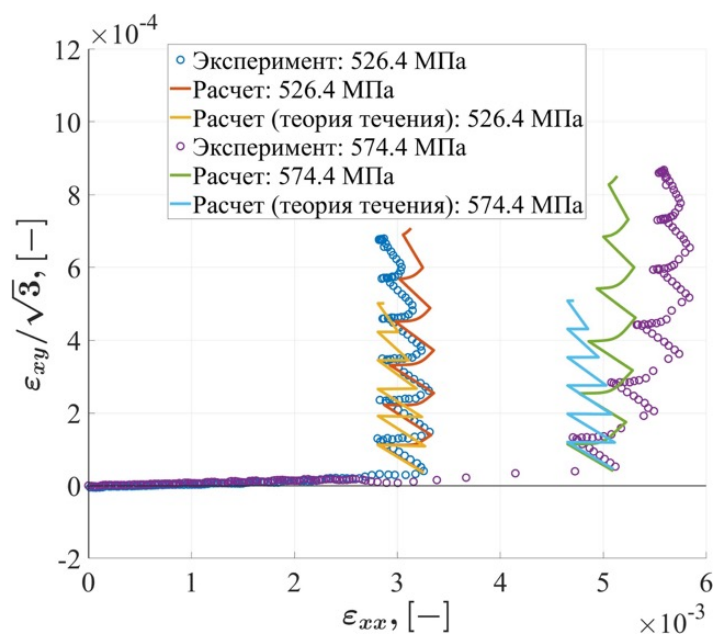 ×10⁻⁴
12
Эксперимент: 526.4 МПа
Расчет: 526.4 МПа
Расчет (теория течения): 526.4 МПа
Эксперимент: 574.4 МПа
Расчет: 574.4 МПа
Расчет (теория течения): 574.4 МПа
10
8
6
4
2
0
-2
ε_xy/√3, [−]
0 1 2 3 4 5 6
ε_xx, [−]
×10⁻³